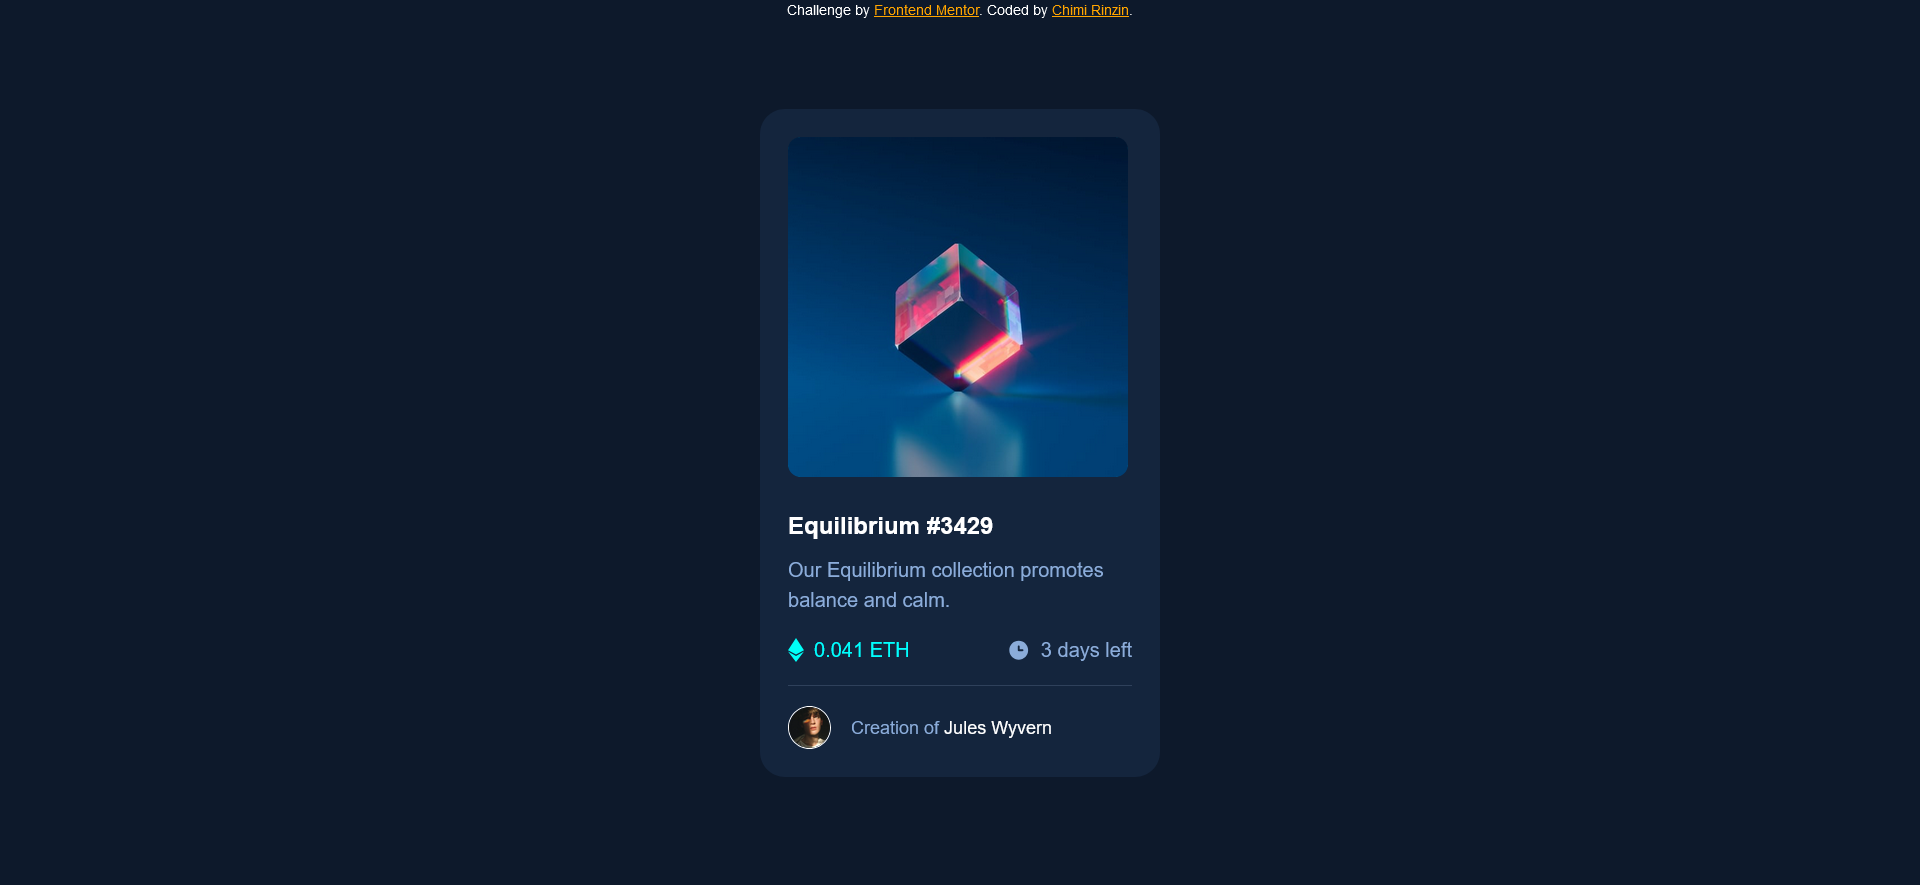 Challenge by Frontend Mentor. Coded by Chimi Rinzin.
Equilibrium #3429
Our Equilibrium collection promotes
balance and calm.
0.041 ETH
3 days left
Creation of Jules Wyvern